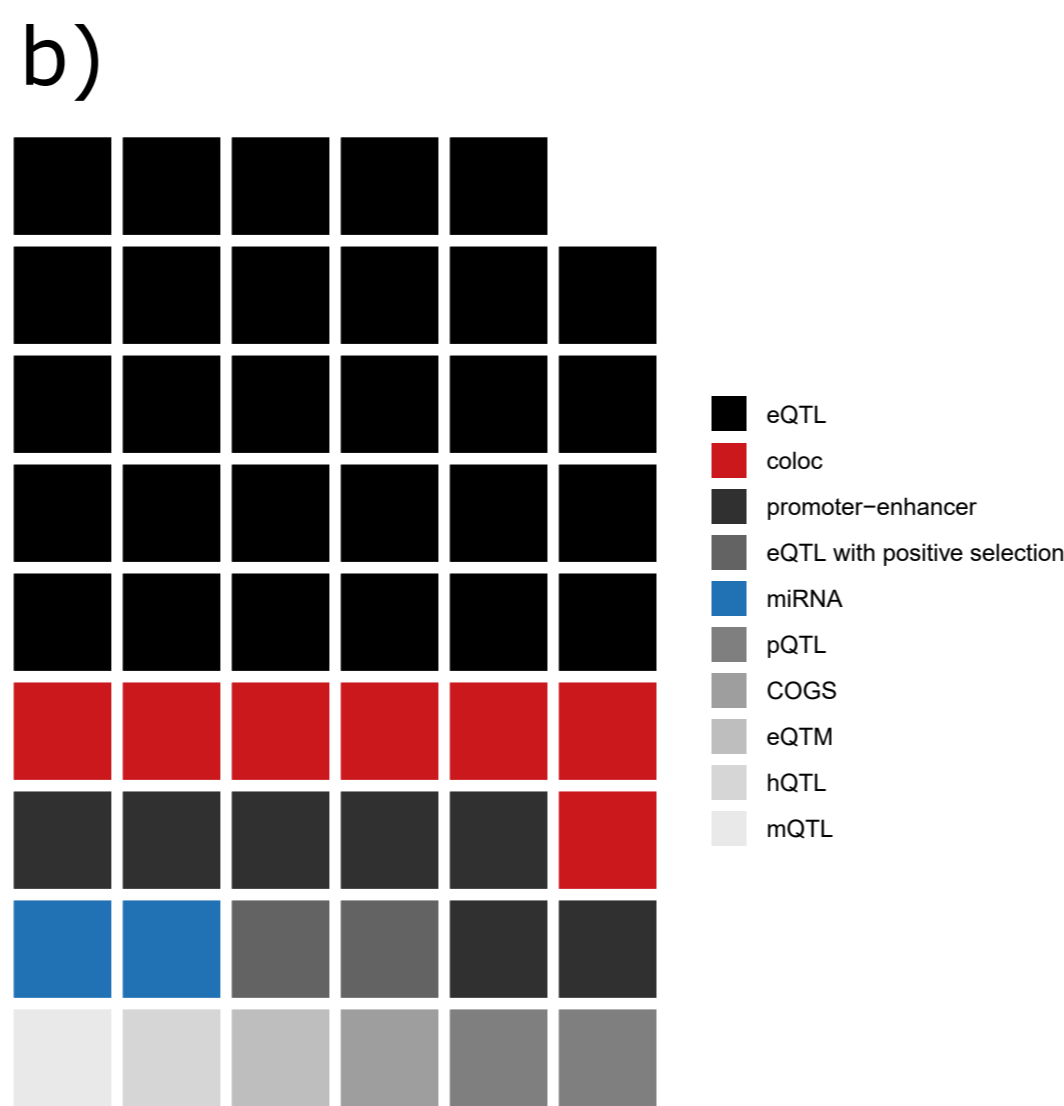 b)
eQTL
coloc
promoter−enhancer
eQTL with positive selection
miRNA
pQTL
COGS
eQTM
hQTL
mQTL